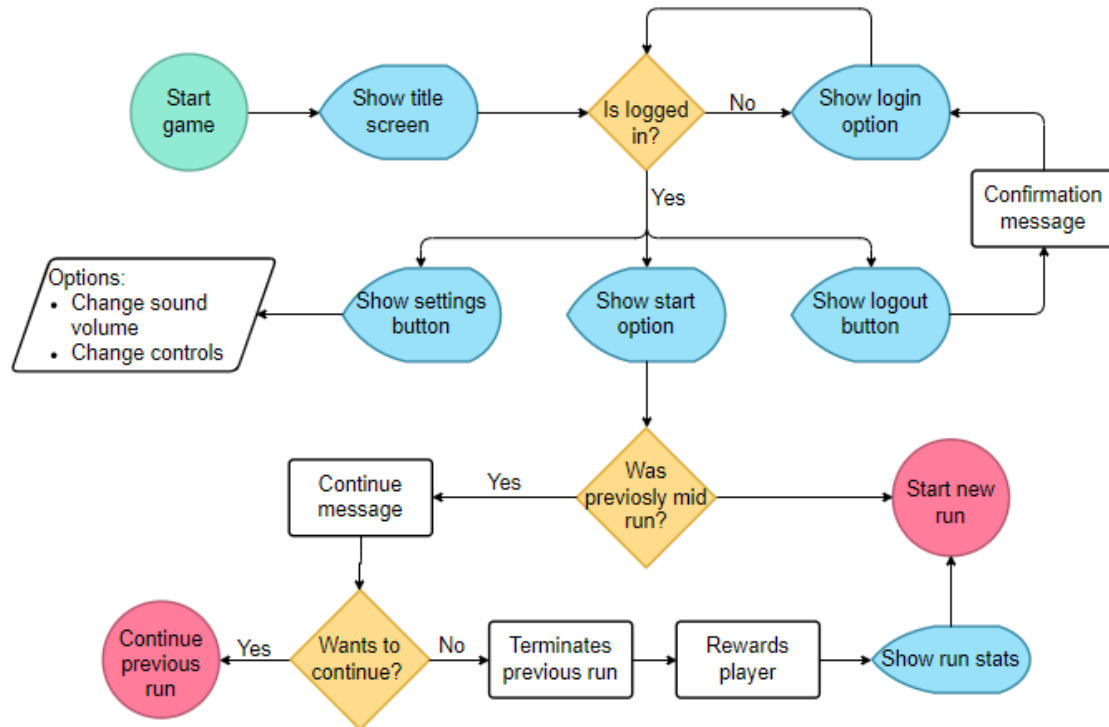 Start
game
Show title
screen
Is logged
in?
No
Show login
option
Confirmation
message
Yes
Options:
• Change sound
volume
• Change controls
Show settings
button
Show start
option
Show logout
button
Was
previosly mid
run?
Yes
Continue
message
Start new
run
Wants to
continue?
Yes
Continue
previous
run
No
Terminates
previous run
Rewards
player
Show run stats